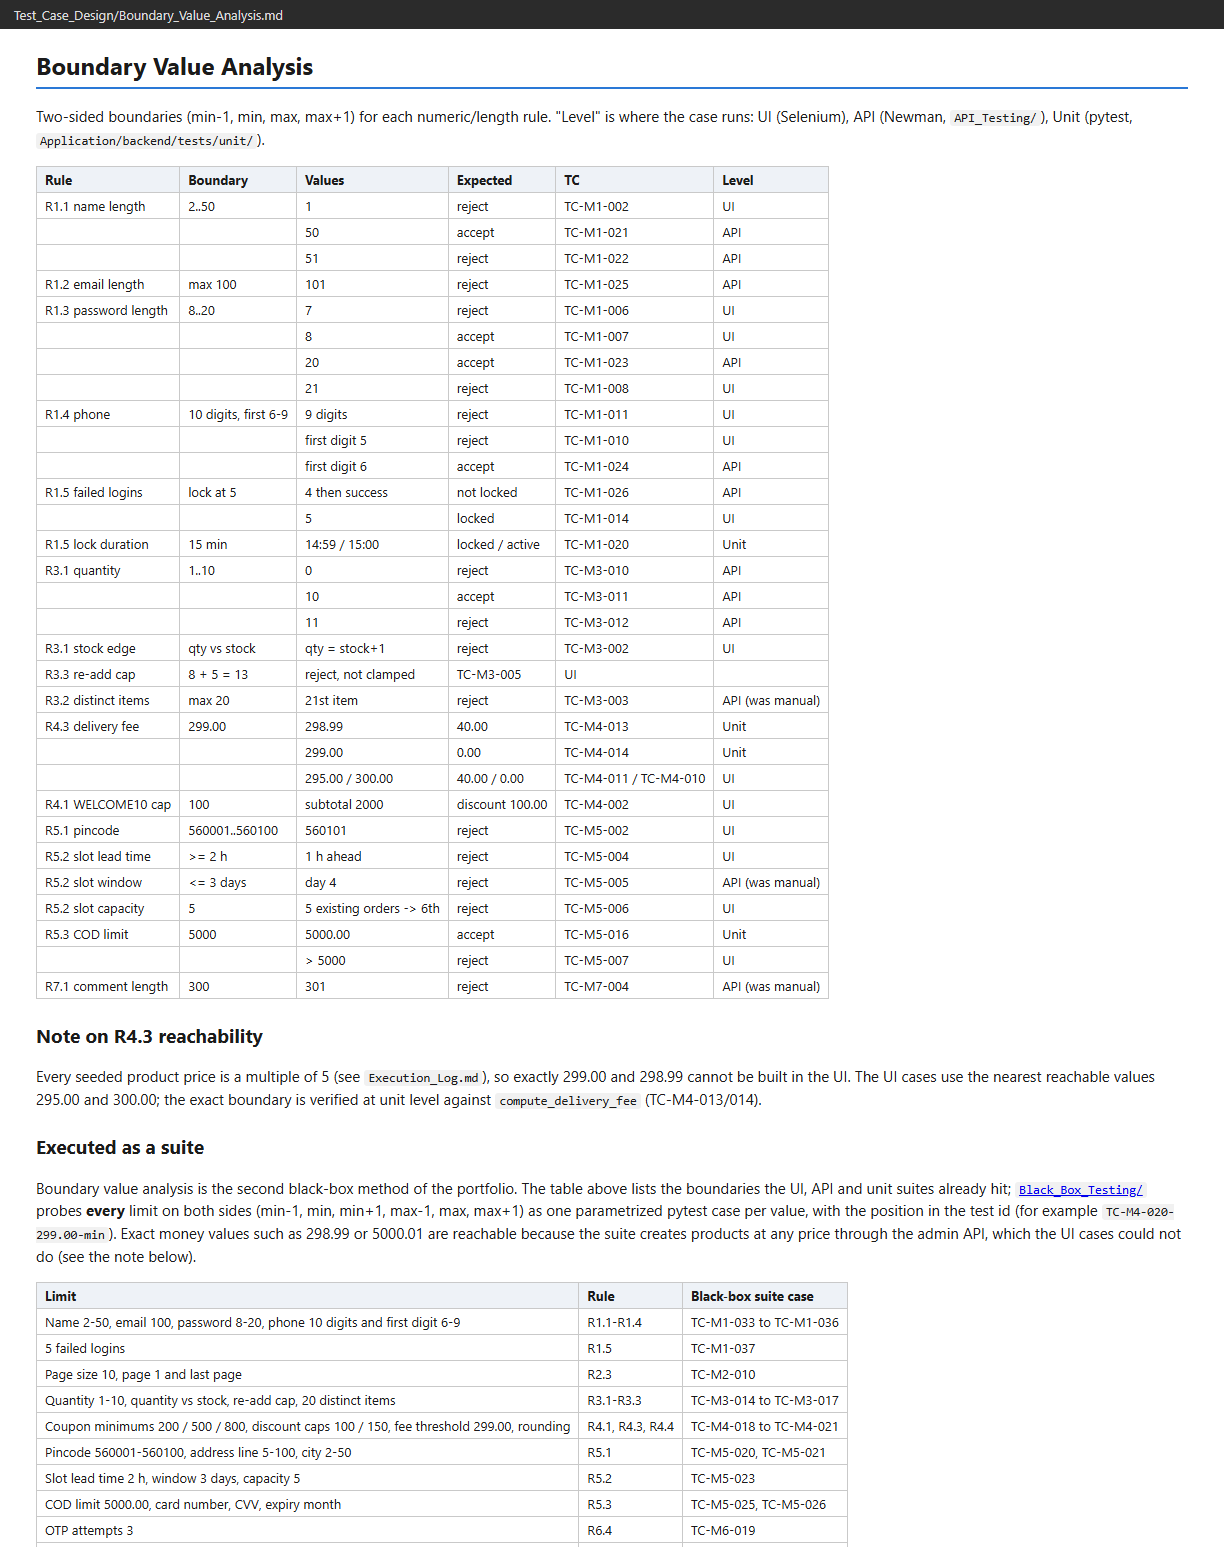 Test_Case_Design/Boundary_Value_Analysis.md
Boundary Value Analysis
Two-sided boundaries (min-1, min, max, max+1) for each numeric/length rule. "Level" is where the case runs: UI (Selenium), API (Newman, API_Testing/ ), Unit (pytest,
Application/backend/tests/unit/ ).
Rule Boundary Values Expected TC Level
R1.1 name length 2..50 1 reject TC-M1-002 UI
50 accept TC-M1-021 API
51 reject TC-M1-022 API
R1.2 email length max 100 101 reject TC-M1-025 API
R1.3 password length 8..20 7 reject TC-M1-006 UI
8 accept TC-M1-007 UI
20 accept TC-M1-023 API
21 reject TC-M1-008 UI
R1.4 phone 10 digits, first 6-9 9 digits reject TC-M1-011 UI
first digit 5 reject TC-M1-010 UI
first digit 6 accept TC-M1-024 API
R1.5 failed logins lock at 5 4 then success not locked TC-M1-026 API
5 locked TC-M1-014 UI
R1.5 lock duration 15 min 14:59 / 15:00 locked / active TC-M1-020 Unit
R3.1 quantity 1..10 0 reject TC-M3-010 API
10 accept TC-M3-011 API
11 reject TC-M3-012 API
R3.1 stock edge qty vs stock qty = stock+1 reject TC-M3-002 UI
R3.3 re-add cap 8 + 5 = 13 reject, not clamped TC-M3-005 UI
R3.2 distinct items max 20 21st item reject TC-M3-003 API (was manual)
R4.3 delivery fee 299.00 298.99 40.00 TC-M4-013 Unit
299.00 0.00 TC-M4-014 Unit
295.00 / 300.00 40.00 / 0.00 TC-M4-011 / TC-M4-010 UI
R4.1 WELCOME10 cap 100 subtotal 2000 discount 100.00 TC-M4-002 UI
R5.1 pincode 560001..560100 560101 reject TC-M5-002 UI
R5.2 slot lead time >= 2 h 1 h ahead reject TC-M5-004 UI
R5.2 slot window <= 3 days day 4 reject TC-M5-005 API (was manual)
R5.2 slot capacity 5 5 existing orders -> 6th reject TC-M5-006 UI
R5.3 COD limit 5000 5000.00 accept TC-M5-016 Unit
> 5000 reject TC-M5-007 UI
R7.1 comment length 300 301 reject TC-M7-004 API (was manual)
Note on R4.3 reachability
Every seeded product price is a multiple of 5 (see Execution_Log.md ), so exactly 299.00 and 298.99 cannot be built in the UI. The UI cases use the nearest reachable values
295.00 and 300.00; the exact boundary is verified at unit level against compute_delivery_fee (TC-M4-013/014).
Executed as a suite
Boundary value analysis is the second black-box method of the portfolio. The table above lists the boundaries the UI, API and unit suites already hit; Black_Box_Testing/
probes every limit on both sides (min-1, min, min+1, max-1, max, max+1) as one parametrized pytest case per value, with the position in the test id (for example TC-M4-020-
299.00-min ). Exact money values such as 298.99 or 5000.01 are reachable because the suite creates products at any price through the admin API, which the UI cases could not
do (see the note below).
Limit Rule Black-box suite case
Name 2-50, email 100, password 8-20, phone 10 digits and first digit 6-9 R1.1-R1.4 TC-M1-033 to TC-M1-036
5 failed logins R1.5 TC-M1-037
Page size 10, page 1 and last page R2.3 TC-M2-010
Quantity 1-10, quantity vs stock, re-add cap, 20 distinct items R3.1-R3.3 TC-M3-014 to TC-M3-017
Coupon minimums 200 / 500 / 800, discount caps 100 / 150, fee threshold 299.00, rounding R4.1, R4.3, R4.4 TC-M4-018 to TC-M4-021
Pincode 560001-560100, address line 5-100, city 2-50 R5.1 TC-M5-020, TC-M5-021
Slot lead time 2 h, window 3 days, capacity 5 R5.2 TC-M5-023
COD limit 5000.00, card number, CVV, expiry month R5.3 TC-M5-025, TC-M5-026
OTP attempts 3 R6.4 TC-M6-019